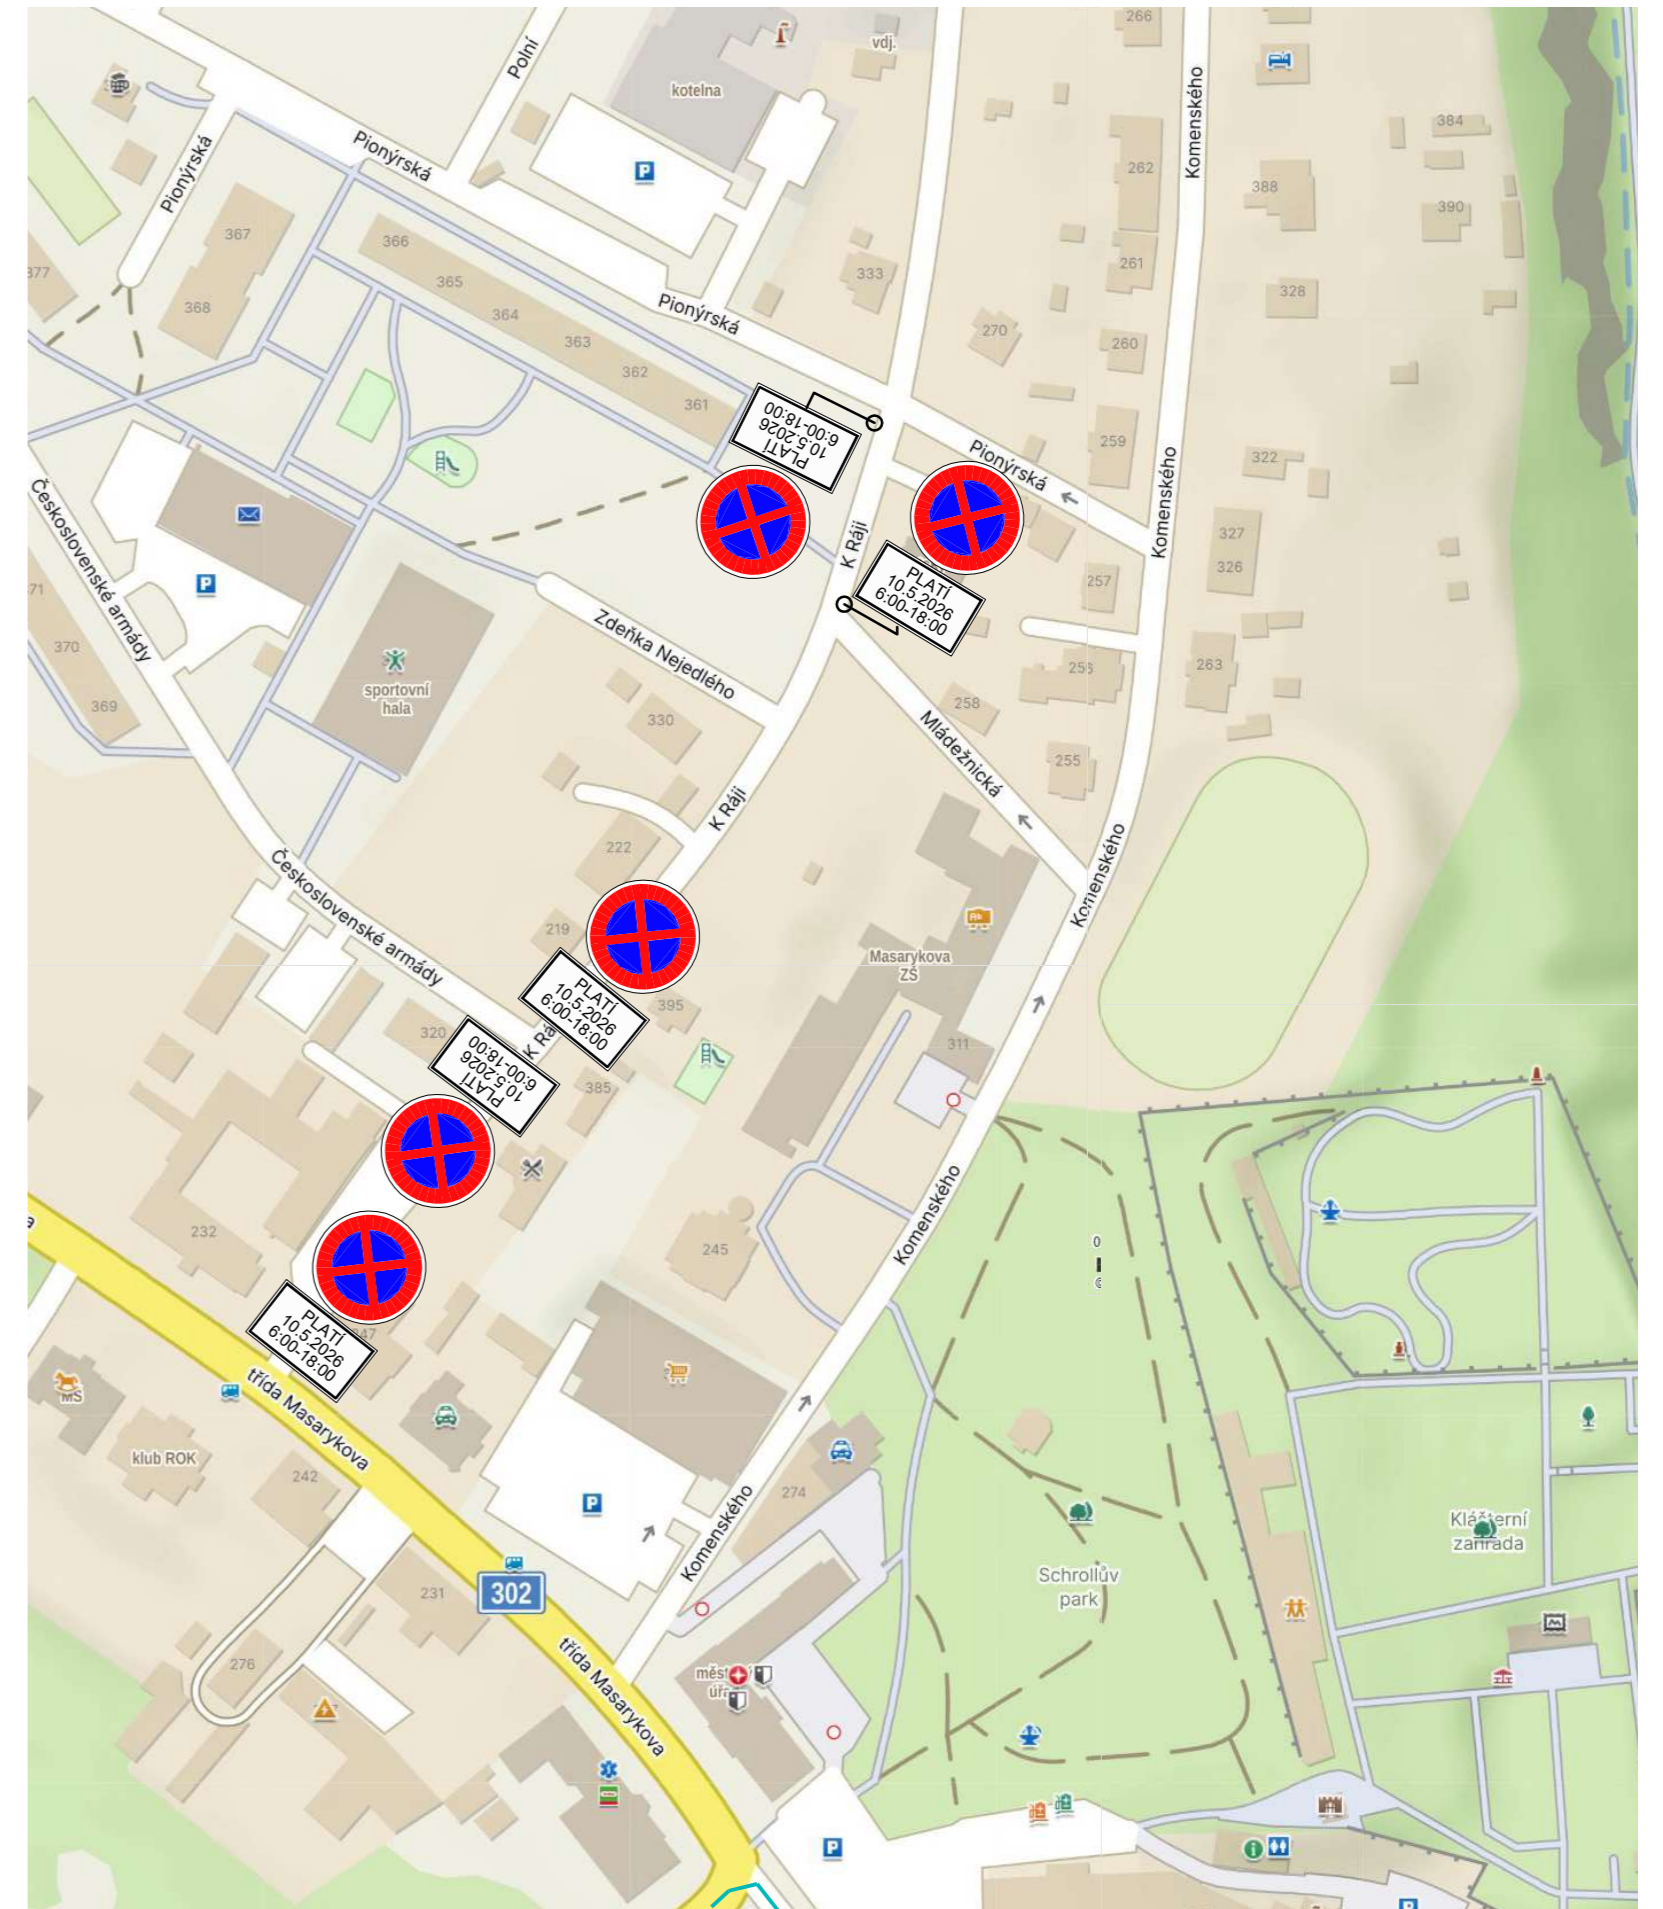 266
vdj.
Polní
kotelna
Komenského
384
Pionýrská
262
Pionýrská
388
390
367
366
261
377
365
333
328
368
364
Pionýrská
363
270
260
362
361
6:00-18:00
10.5.2026
PLATÍ
259
Pionýrská
322
Československé armády
Komenského
K Ráji
327
326
PLATÍ
10.5.2026
6:00-18:00
257
71
Zdeňka Nejedlého
370
256
263
sportovní
hala
369
330
258
Mládežnická
255
K Ráji
222
Československé armády
Komenského
219
Masarykova
ZŠ
PLATÍ
10.5.2026
6:00-18:00
395
320
311
6:00-18:00
10.5.2026
PLATÍ
385
Komenského
232
245
PLATÍ
10.5.2026
6:00-18:00
třída Masarykova
MŠ
klub ROK
242
274
Komenského
Klášterní
zahrada
Schrollův
park
302
231
276
třída Masarykova